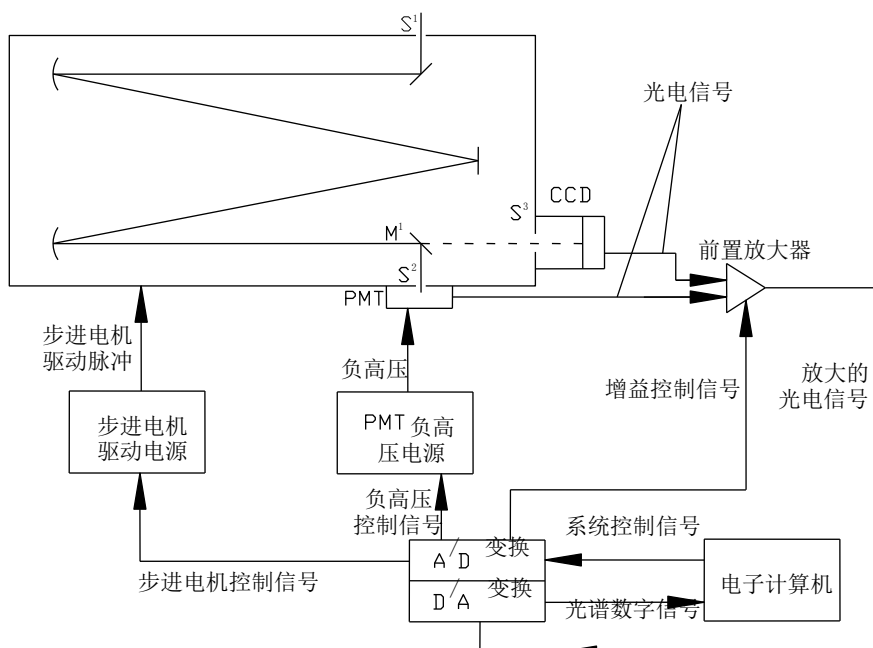 S¹
光电信号
CCD
S³
M¹
前置放大器
S²
PMT
步进电机
驱动脉冲
负高压
增益控制信号
放大的
光电信号
步进电机
驱动电源
PMT 负高
压电源
负高压
控制信号
系统控制信号
A/D 变换
步进电机控制信号
D/A 变换
电子计算机
光谱数字信号